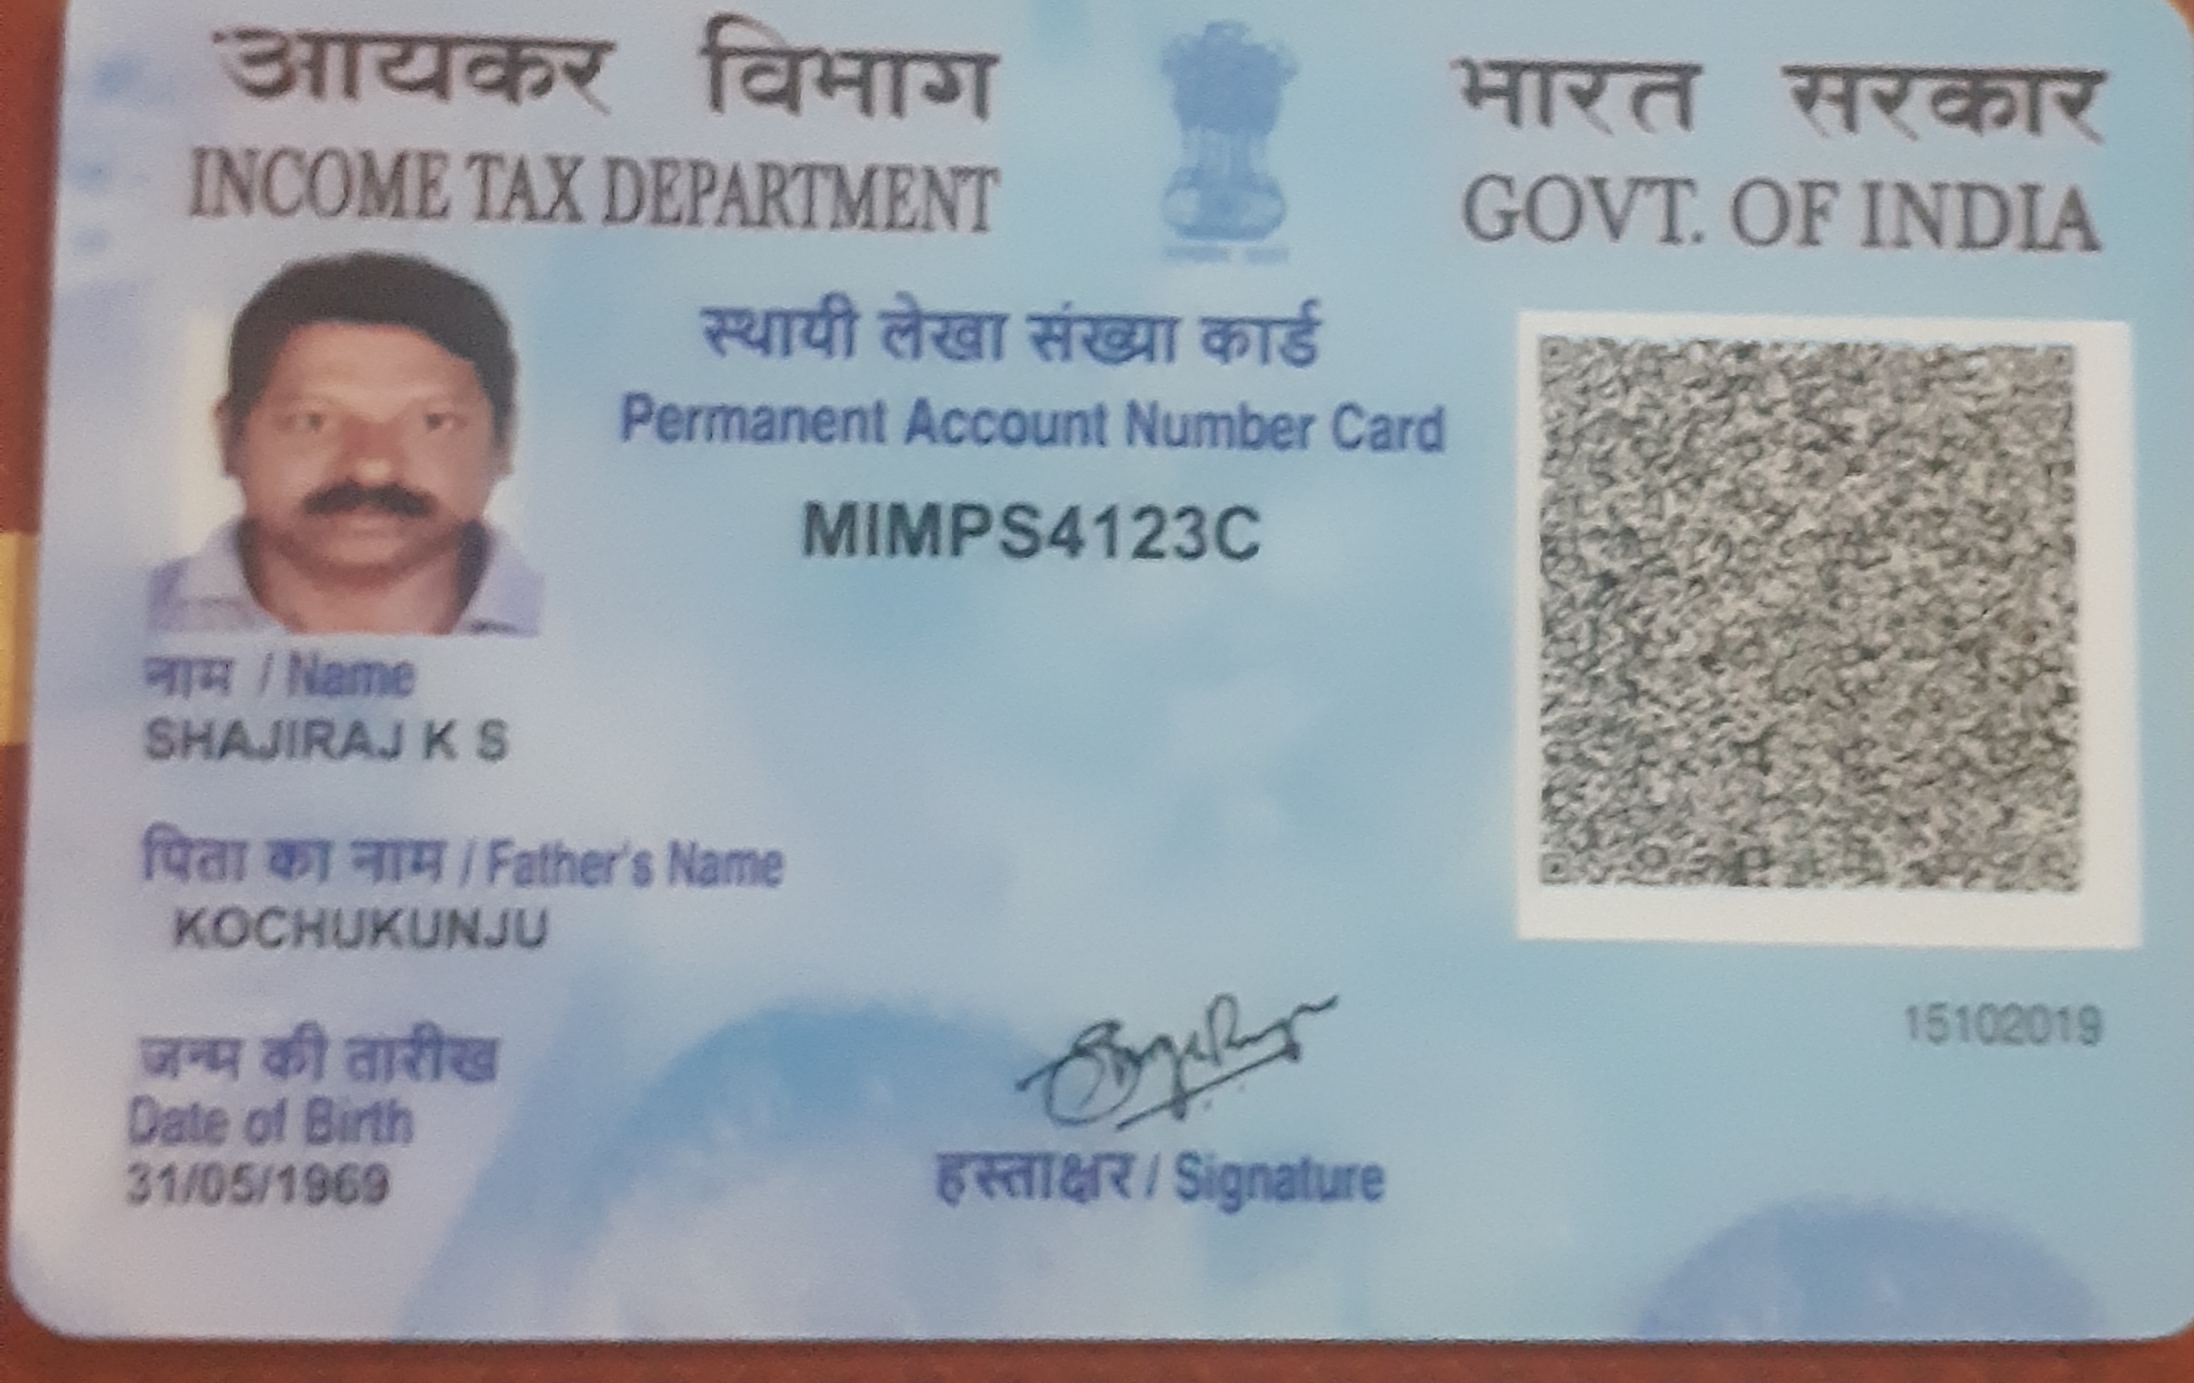 आयकर विभाग
INCOME TAX DEPARTMENT
भारत सरकार
GOVT. OF INDIA
स्थायी लेखा संख्या कार्ड
Permanent Account Number Card
MIMPS4123C
नाम / Name
SHAJIRAJ K S
पिता का नाम / Father's Name
KOCHUKUNJU
जन्म की तारीख
Date of Birth
31/05/1969
हस्ताक्षर / Signature
15102019